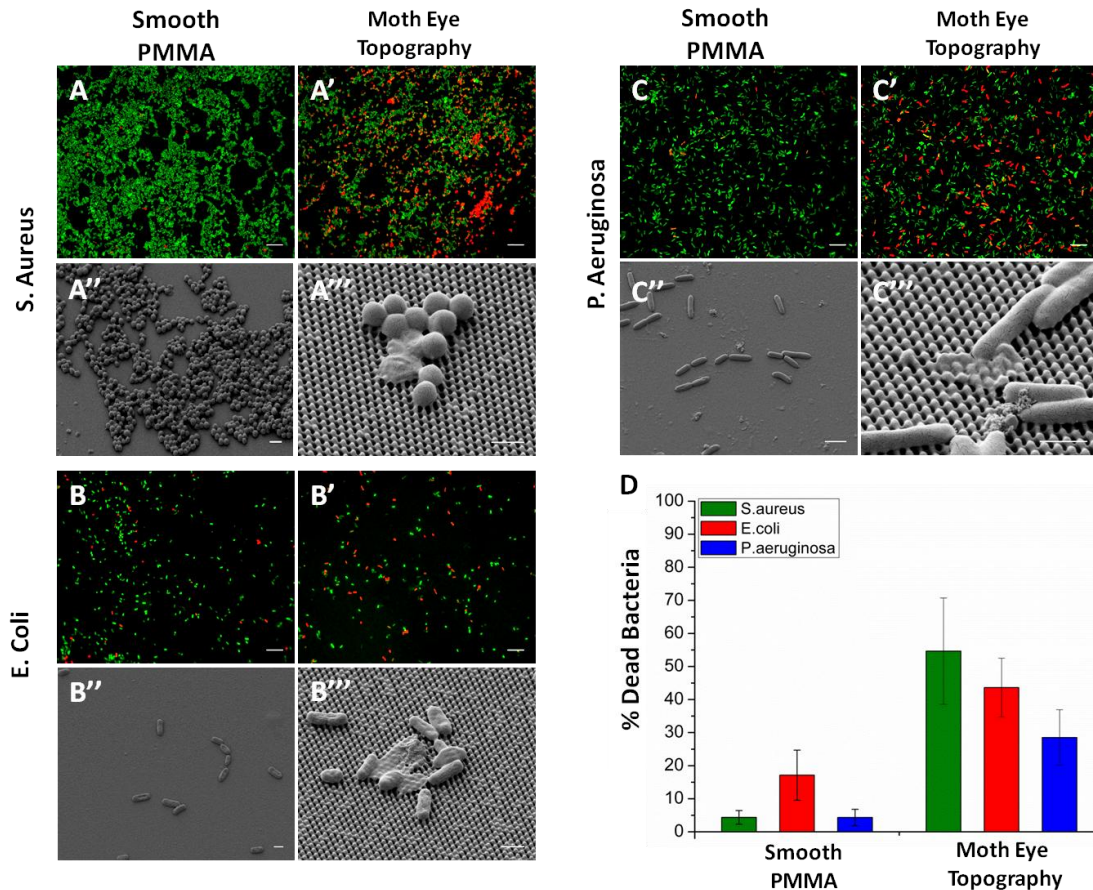 Smooth
PMMA
Moth Eye
Topography
S. Aureus
A
A'
A''
A'''
E. Coli
B
B'
B''
B'''
Smooth
PMMA
Moth Eye
Topography
P. Aeruginosa
C
C'
C''
C'''
D
% Dead Bacteria
100
90
80
70
60
50
40
30
20
10
0
S.aureus
E.coli
P.aeruginosa
Smooth
PMMA
Moth Eye
Topography